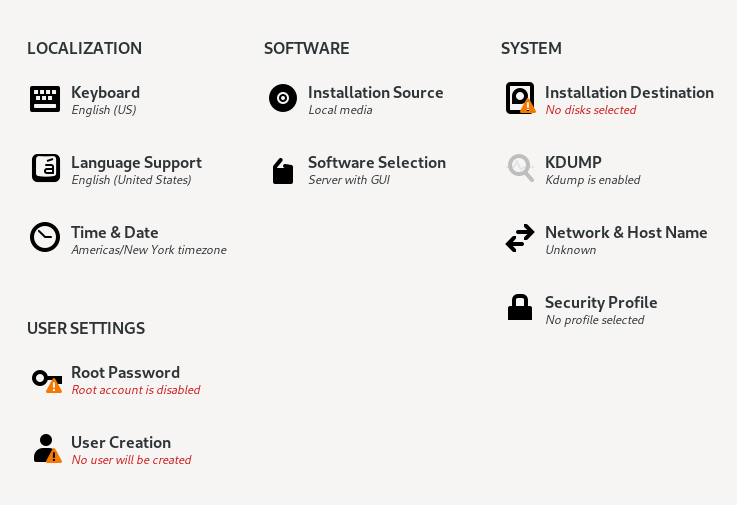 LOCALIZATION
Keyboard
English (US)
Language Support
English (United States)
Time & Date
Americas/New York timezone
SOFTWARE
Installation Source
Local media
Software Selection
Server with GUI
SYSTEM
Installation Destination
No disks selected
KDUMP
Kdump is enabled
Network & Host Name
Unknown
Security Profile
No profile selected
USER SETTINGS
Root Password
Root account is disabled
User Creation
No user will be created